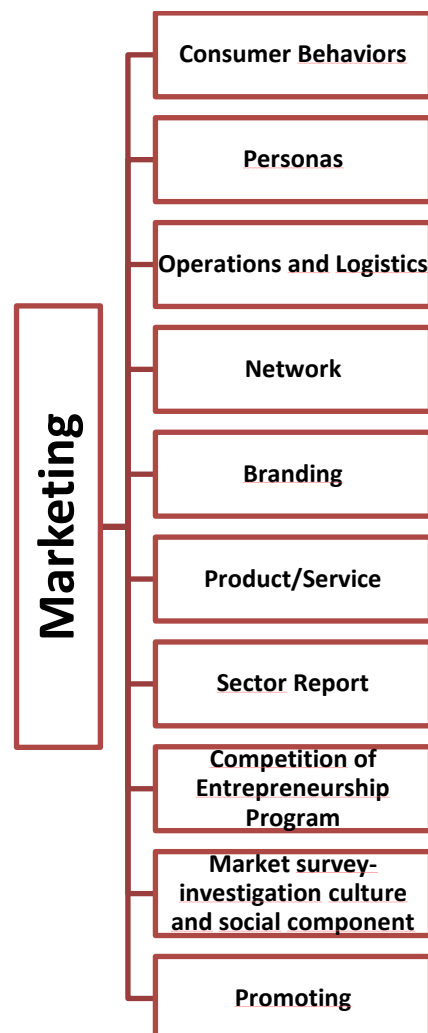 Marketing
Consumer Behaviors
Personas
Operations and Logistics
Network
Branding
Product/Service
Sector Report
Competition of
Entrepreneurship
Program
Market survey-
investigation culture
and social component
Promoting